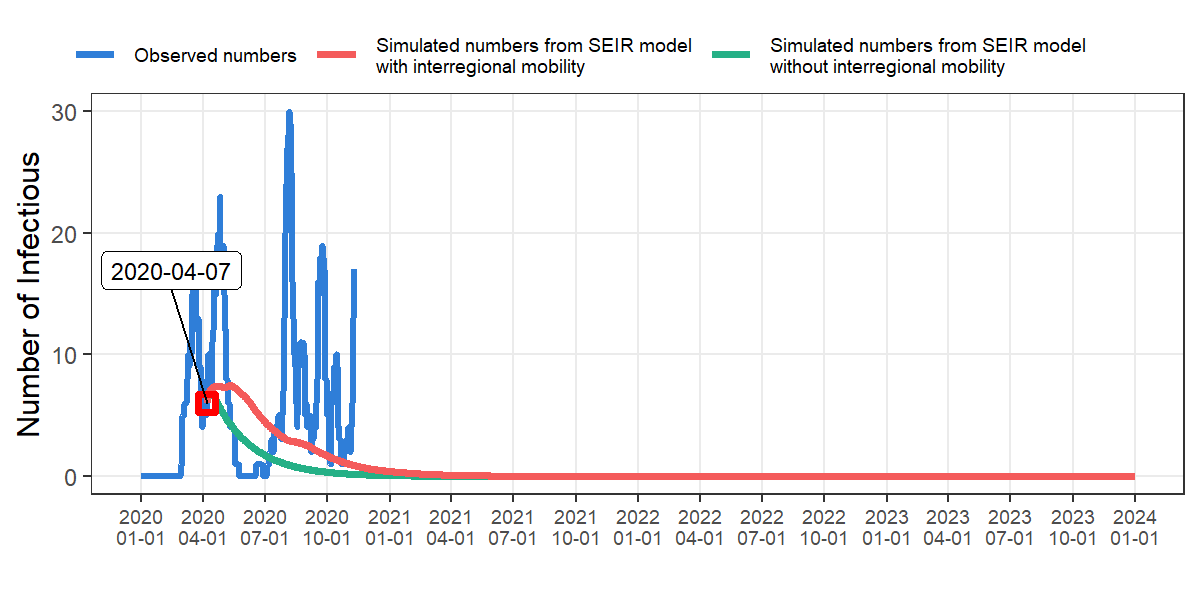 Observed numbers
Simulated numbers from SEIR model
with interregional mobility
Simulated numbers from SEIR model
without interregional mobility
Number of Infectious
30
20
10
0
2020-04-07
2020 2020 2020 2020 2021 2021 2021 2021 2022 2022 2022 2022 2023 2023 2023 2023 2024
01-01 04-01 07-01 10-01 01-01 04-01 07-01 10-01 01-01 04-01 07-01 10-01 01-01 04-01 07-01 10-01 01-01